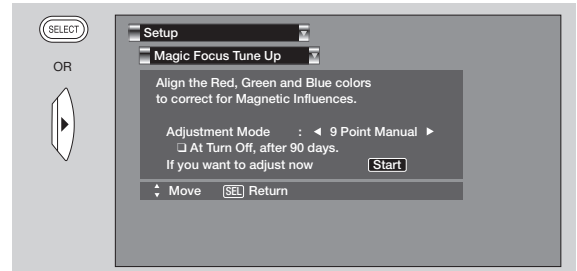 SELECT
OR
Setup
Magic Focus Tune Up
Align the Red, Green and Blue colors
to correct for Magnetic Influences.
Adjustment Mode : ◀ 9 Point Manual ▶
❏ At Turn Off, after 90 days.
If you want to adjust now Start
Move SEL Return